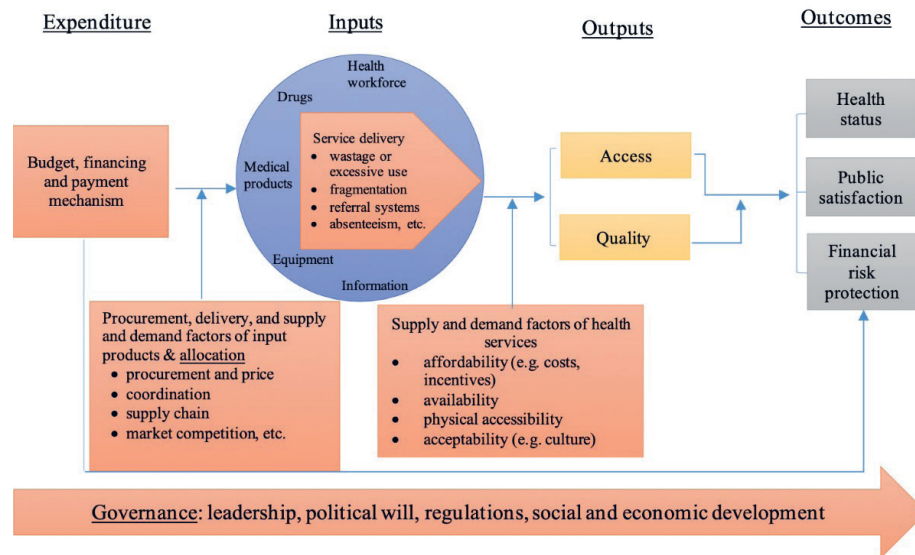 Expenditure
Inputs
Outputs
Outcomes
Budget, financing
and payment
mechanism
Health
workforce
Drugs
Medical
products
Equipment
Information
Service delivery
• wastage or
excessive use
• fragmentation
• referral systems
• absenteeism, etc.
Access
Quality
Health
status
Public
satisfaction
Financial
risk
protection
Procurement, delivery, and supply
and demand factors of input
products & allocation
• procurement and price
• coordination
• supply chain
• market competition, etc.
Supply and demand factors of health
services
• affordability (e.g. costs,
incentives)
• availability
• physical accessibility
• acceptability (e.g. culture)
Governance: leadership, political will, regulations, social and economic development